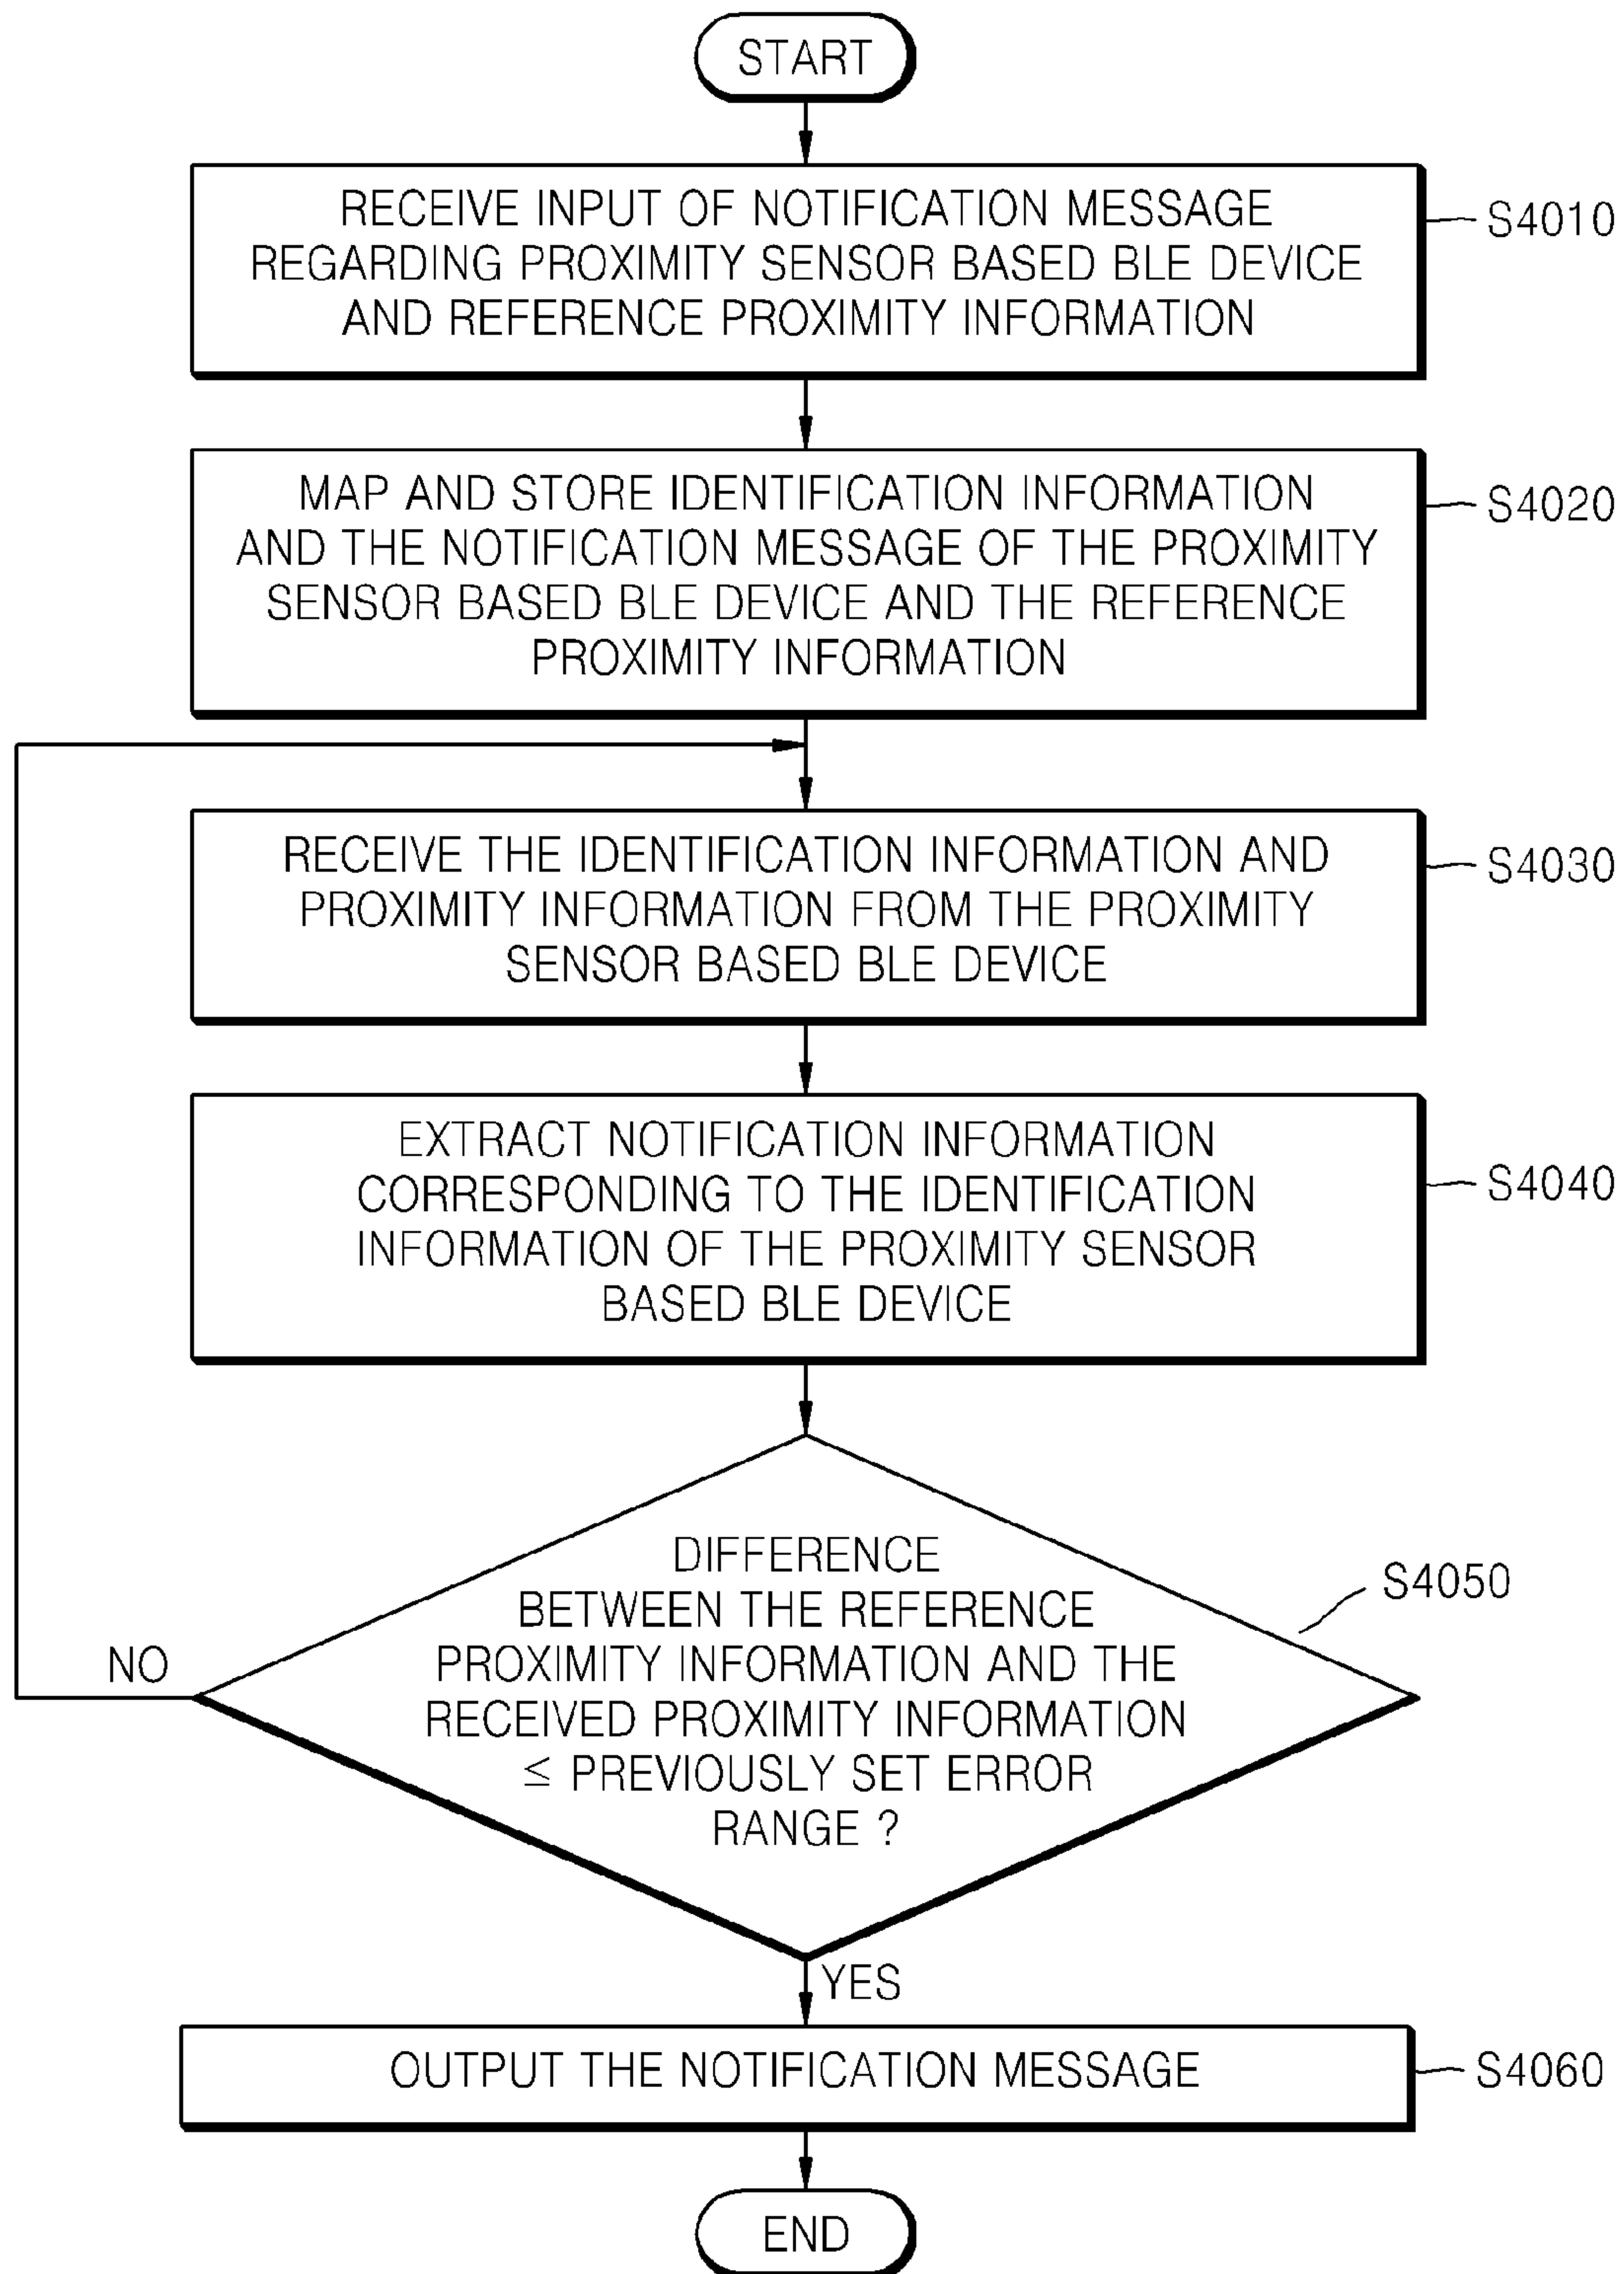 START
RECEIVE INPUT OF NOTIFICATION MESSAGE
REGARDING PROXIMITY SENSOR BASED BLE DEVICE
AND REFERENCE PROXIMITY INFORMATION
S4010
MAP AND STORE IDENTIFICATION INFORMATION
AND THE NOTIFICATION MESSAGE OF THE PROXIMITY
SENSOR BASED BLE DEVICE AND THE REFERENCE
PROXIMITY INFORMATION
S4020
RECEIVE THE IDENTIFICATION INFORMATION AND
PROXIMITY INFORMATION FROM THE PROXIMITY
SENSOR BASED BLE DEVICE
S4030
EXTRACT NOTIFICATION INFORMATION
CORRESPONDING TO THE IDENTIFICATION
INFORMATION OF THE PROXIMITY SENSOR
BASED BLE DEVICE
S4040
DIFFERENCE
BETWEEN THE REFERENCE
PROXIMITY INFORMATION AND THE
RECEIVED PROXIMITY INFORMATION
≤ PREVIOUSLY SET ERROR
RANGE ?
S4050
NO
YES
OUTPUT THE NOTIFICATION MESSAGE
S4060
END